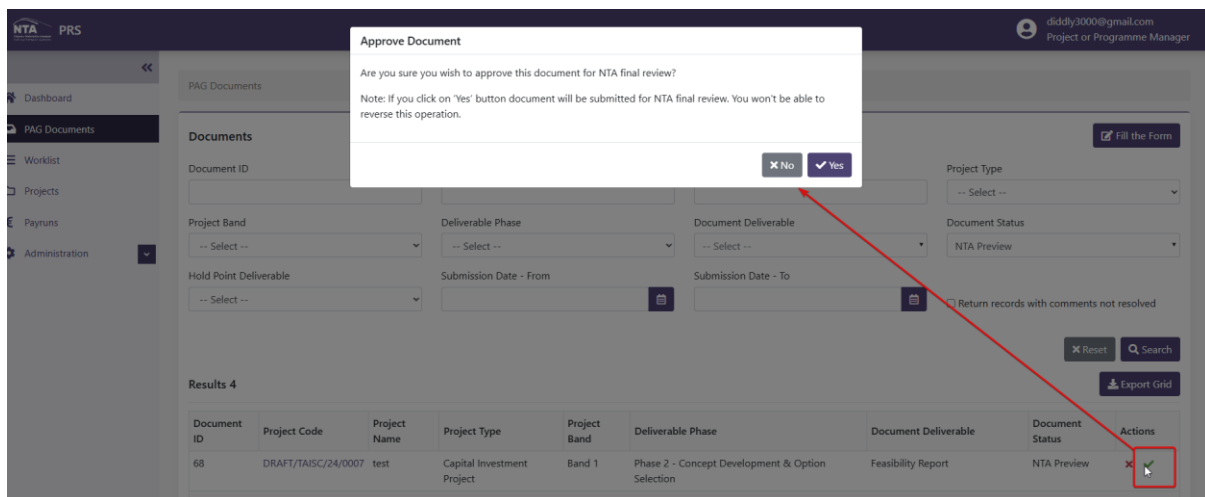 NTA PRS
diddly3000@gmail.com
Project or Programme Manager
Approve Document
Are you sure you wish to approve this document for NTA final review?
Note: If you click on 'Yes' button document will be submitted for NTA final review. You won't be able to
reverse this operation.
No Yes
Dashboard
PAG Documents
Worklist
Projects
Payruns
Administration
PAG Documents
Documents Fill the Form
Document ID Project Type
-- Select --
Project Band Deliverable Phase Document Deliverable Document Status
-- Select -- -- Select -- -- Select -- NTA Preview
Hold Point Deliverable Submission Date - From Submission Date - To
-- Select -- Return records with comments not resolved
Reset Search
Results 4 Export Grid
Document ID Project Code Project Name Project Type Project Band Deliverable Phase Document Deliverable Document Status Actions
68 DRAFT/TAISC/24/0007 test Capital Investment Project Band 1 Phase 2 - Concept Development & Option Selection Feasibility Report NTA Preview